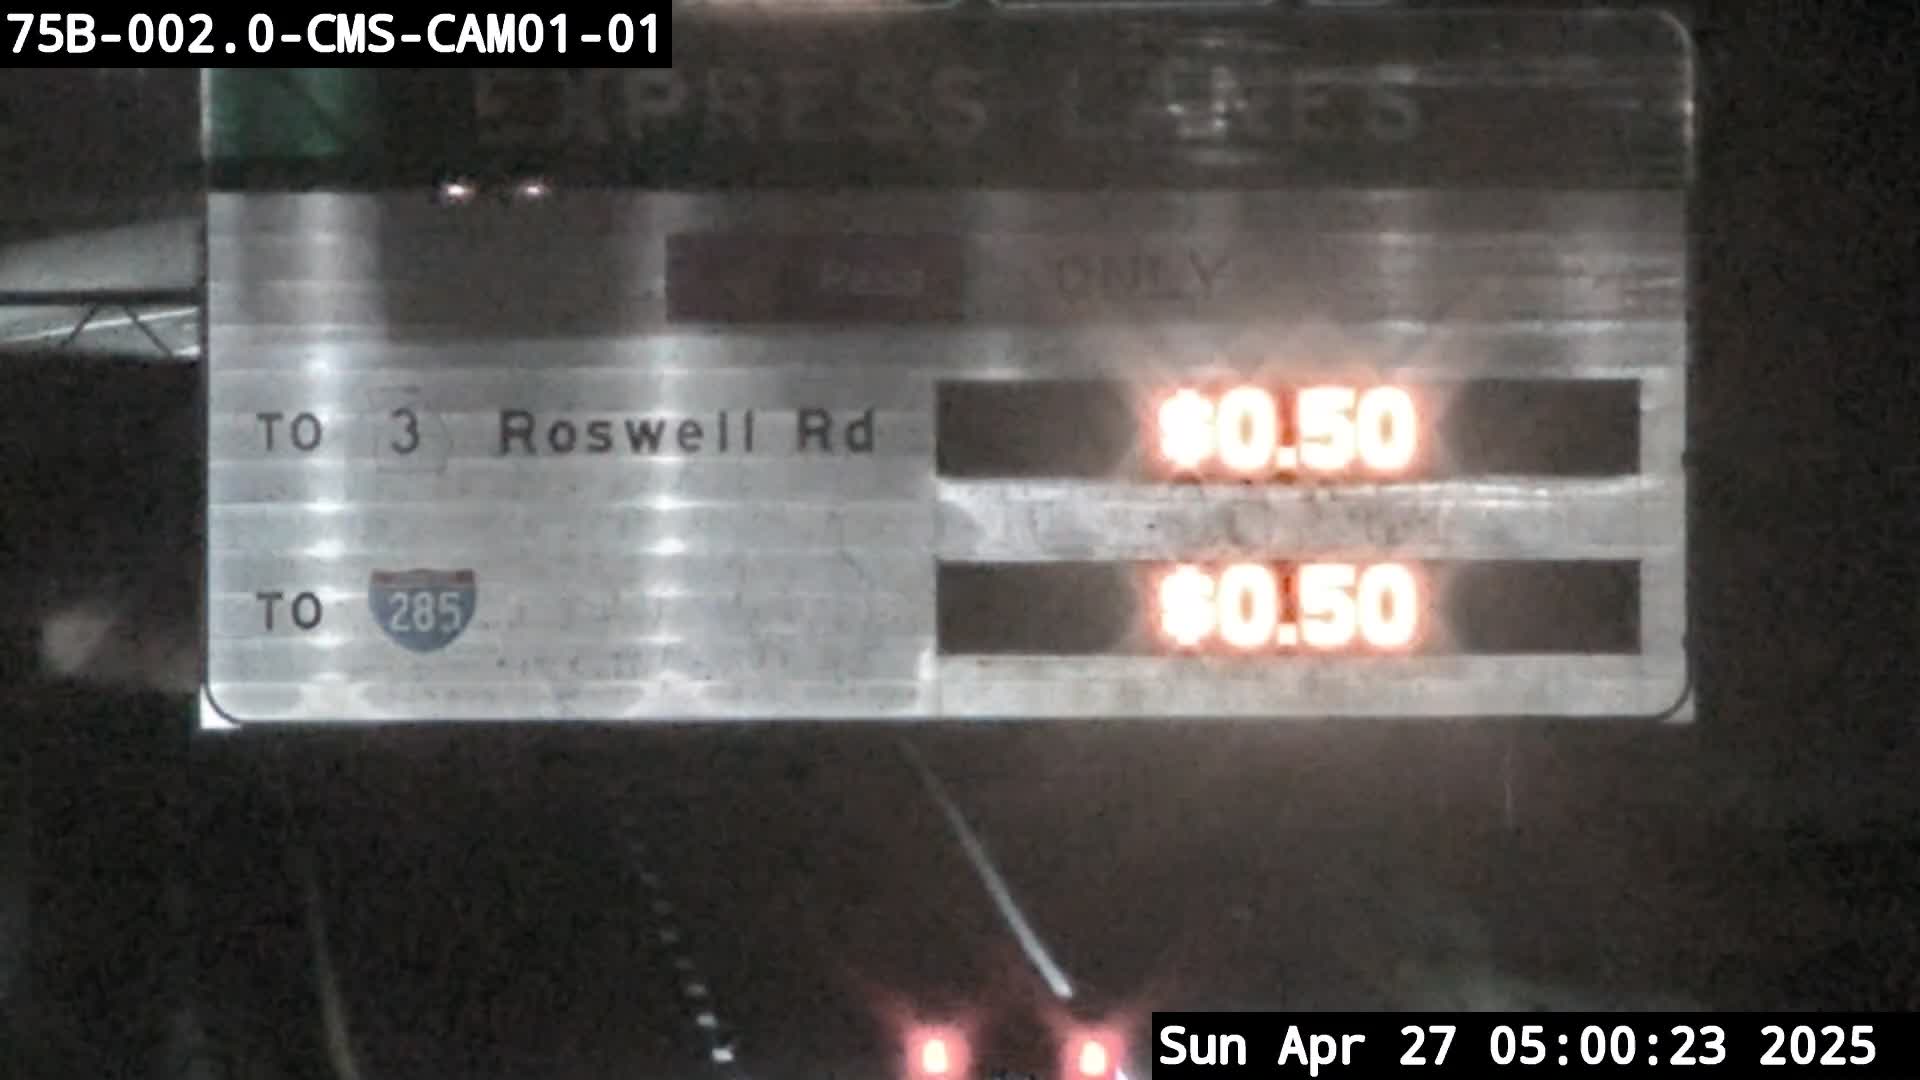 75B-002.0-CMS-CAM01-01
EXPRESS LANES
ONLY
TO 3 Roswell Rd $0.50
TO 285 $0.50
Sun Apr 27 05:00:23 2025